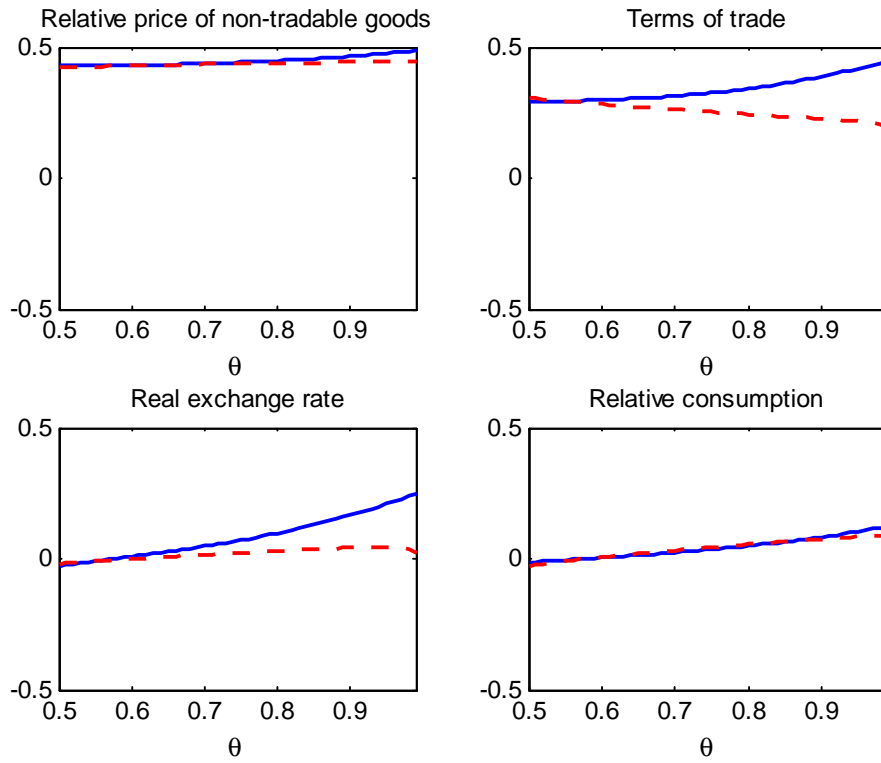 Relative price of non-tradable goods
Terms of trade
0.5
0
-0.5
0.5 0.6 0.7 0.8 0.9
θ
0.5
0
-0.5
0.5 0.6 0.7 0.8 0.9
θ
Real exchange rate
Relative consumption
0.5
0
-0.5
0.5 0.6 0.7 0.8 0.9
θ
0.5
0
-0.5
0.5 0.6 0.7 0.8 0.9
θ